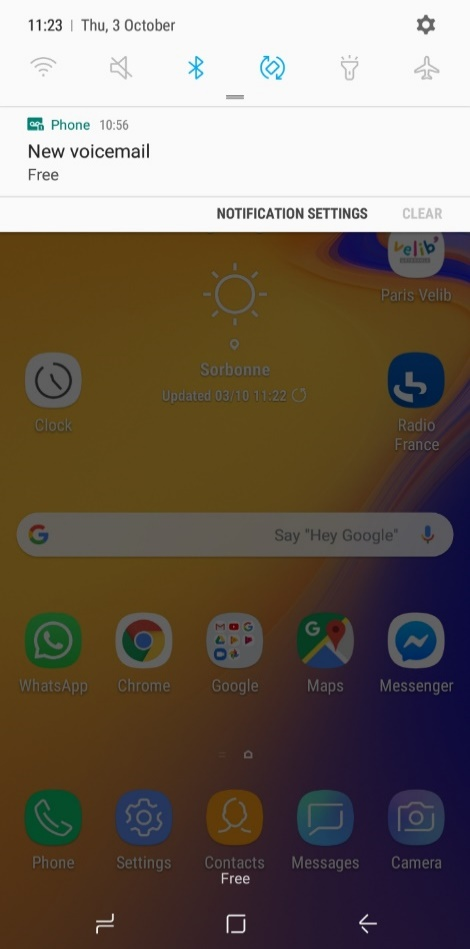 11:23 | Thu, 3 October
Phone 10:56
New voicemail
Free
NOTIFICATION SETTINGS CLEAR
velib'
Paris Velib
Sorbonne
Updated 03/10 11:22
Clock
Radio
France
G Say "Hey Google"
WhatsApp Chrome Google Maps Messenger
Phone Settings Contacts Messages Camera
Free